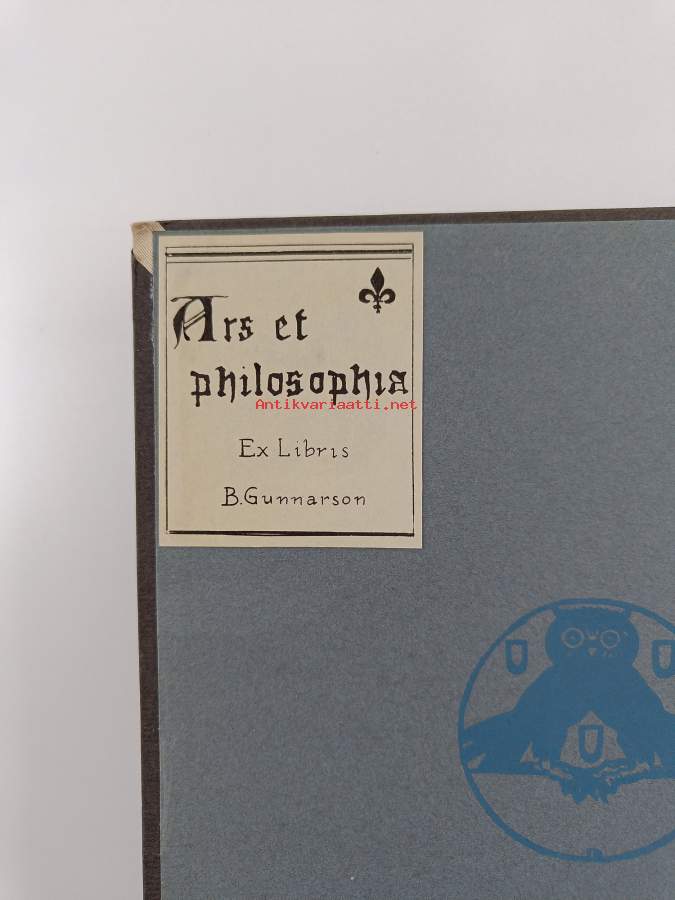 Ars et
philosophia
Antikvariaatti.net
Ex Libris
B. Gunnarson
U U
U